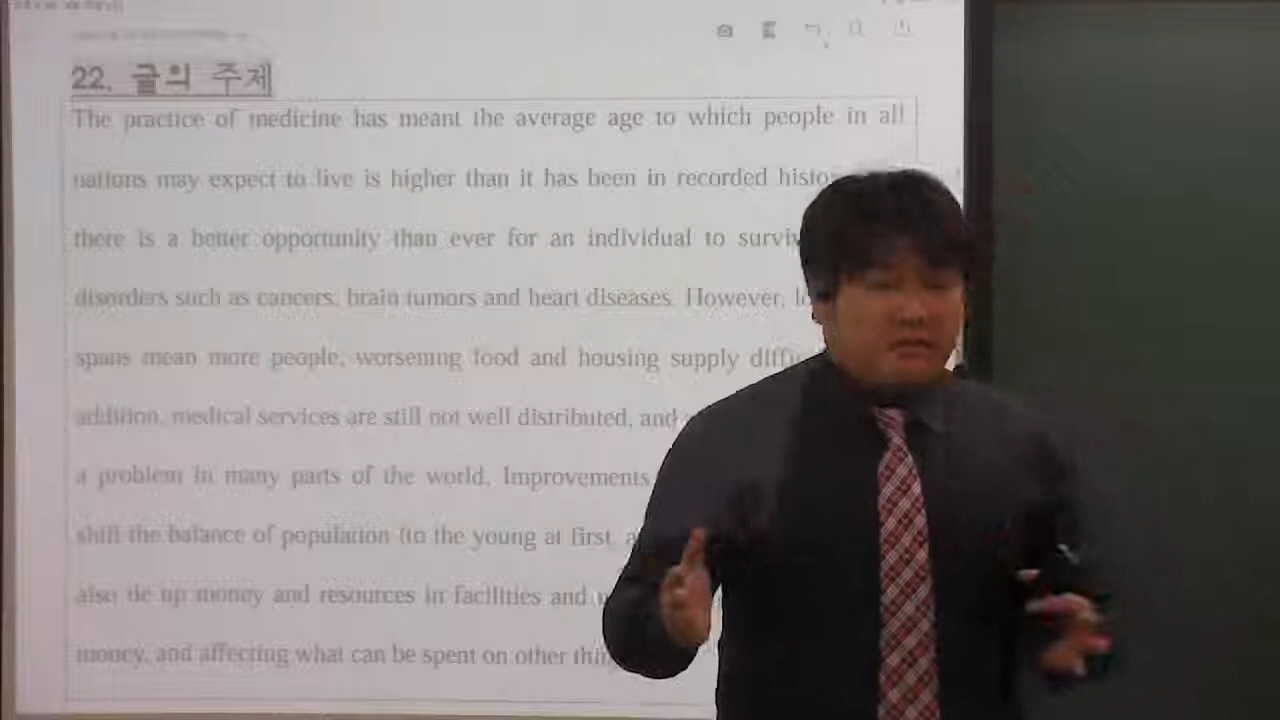 22. 글의 주제
The practice of medicine has meant the average age to which people in all
nations may expect to live is higher than it has been in recorded
there is a better opportunity than ever for an individual to
disorders such as cancers, brain tumors and heart diseases. However,
spans mean more people, worsening food and housing supply
addition, medical services are still not well distributed, and
a problem in many parts of the world. Improvements
shift the balance of population (to the young at first,
also tie up money and resources in facilities and
money, and affecting what can be spent on other